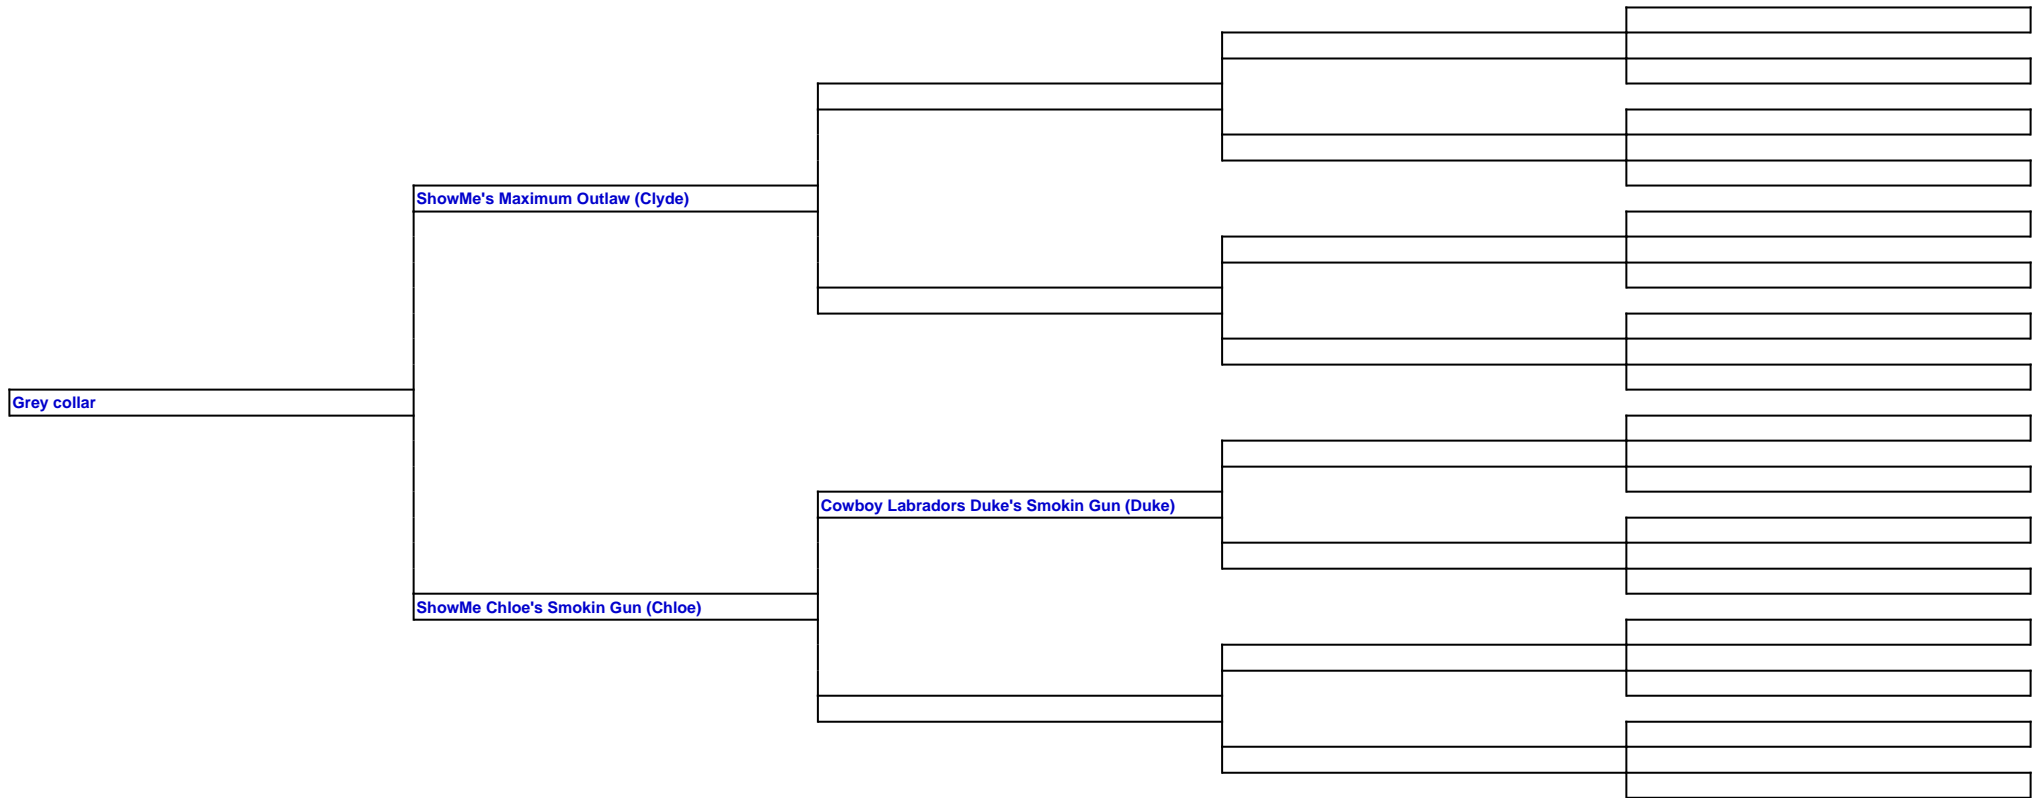 ShowMe's Maximum Outlaw (Clyde)
Grey collar
Cowboy Labradors Duke's Smokin Gun (Duke)
ShowMe Chloe's Smokin Gun (Chloe)